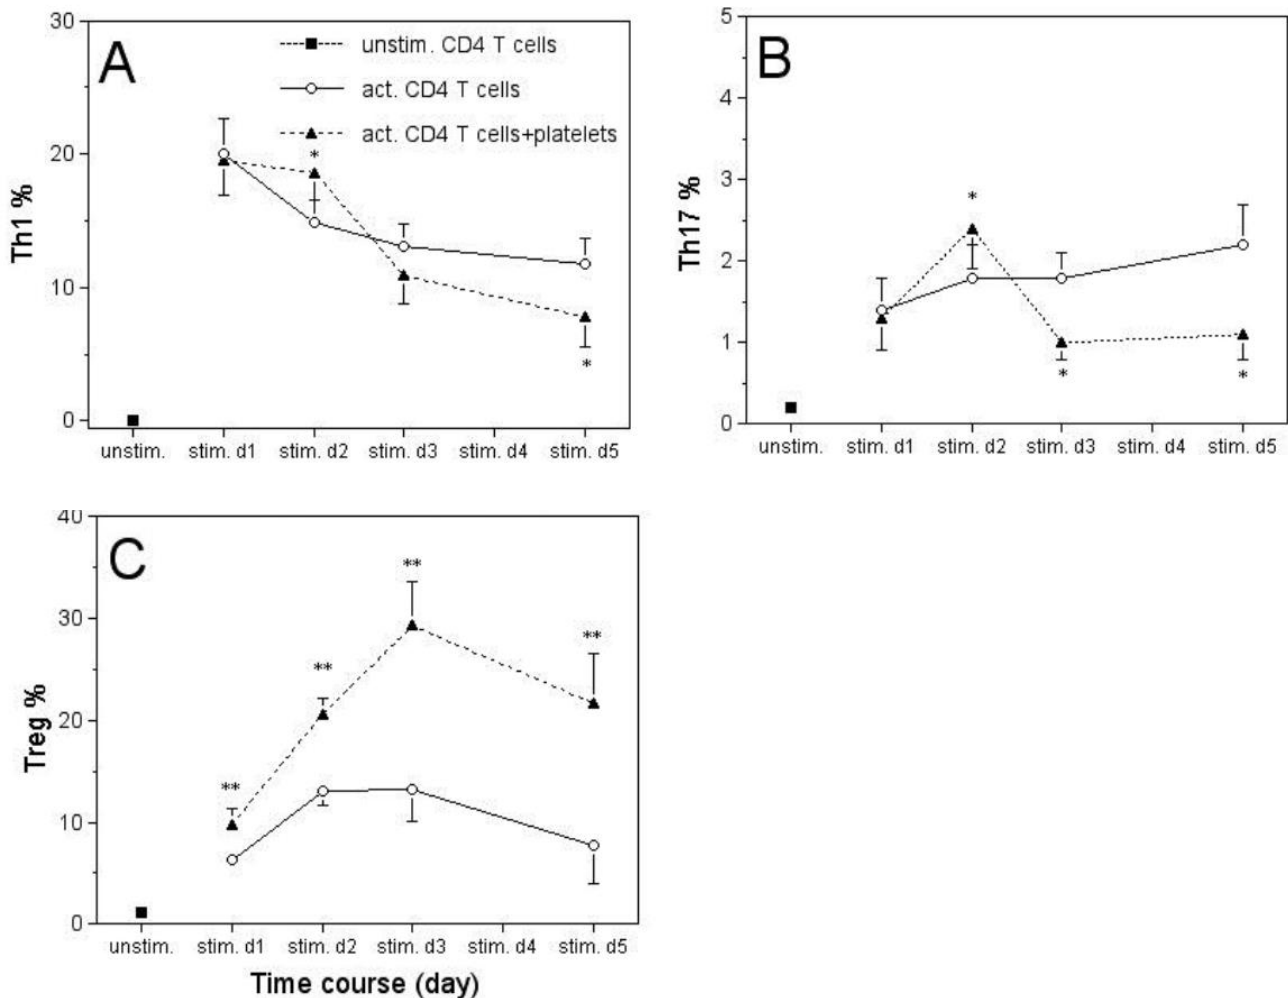 A
30
20
10
0
Th1 %
unstim. CD4 T cells
act. CD4 T cells
act. CD4 T cells+platelets
*
*
unstim. stim. d1 stim. d2 stim. d3 stim. d4 stim. d5
B
5
4
3
2
1
0
Th17 %
*
*
*
unstim. stim. d1 stim. d2 stim. d3 stim. d4 stim. d5
C
40
30
20
10
0
Treg %
**
**
**
**
unstim. stim. d1 stim. d2 stim. d3 stim. d4 stim. d5
Time course (day)